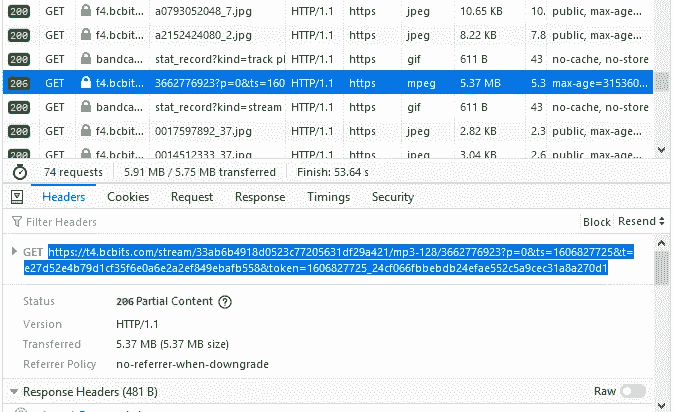 200 GET f4.bcbit... a0793052048_7.jpg HTTP/1.1 https jpeg 10.65 KB 10. public, max-age...
200 GET f4.bcbit... a2152424080_2.jpg HTTP/1.1 https jpeg 8.22 KB 7.8 public, max-age...
200 GET bandca... stat_record?kind=track pl HTTP/1.1 https gif 611 B 43 no-cache, no-store
206 GET t4.bcbit... 3662776923?p=0&ts=160 HTTP/1.1 https mpeg 5.37 MB 5.3 max-age=315360...
200 GET bandca... stat_record?kind=stream HTTP/1.1 https gif 611 B 43 no-cache, no-store
200 GET f4.bcbit... 0017597892_37.jpg HTTP/1.1 https jpeg 2.82 KB 2.3 public, max-age...
200 GET f4.bcbit... 0014512333_37.jpg HTTP/1.1 https jpeg 3.04 KB 2.6 public, max-age...
74 requests 5.91 MB / 5.75 MB transferred Finish: 53.64 s
Headers Cookies Request Response Timings Security
Filter Headers Block Resend
GET https://t4.bcbits.com/stream/33ab6b4918d0523c77205631df29a421/mp3-128/3662776923?p=0&ts=1606827725&t=
e27d52e4b79d1cf35f6e0a6e2a2ef849ebafb558&token=1606827725_24cf066fbbebdb24efae552c5a9cec31a8a270d1
Status 206 Partial Content ?
Version HTTP/1.1
Transferred 5.37 MB (5.37 MB size)
Referrer Policy no-referrer-when-downgrade
Response Headers (481 B) Raw